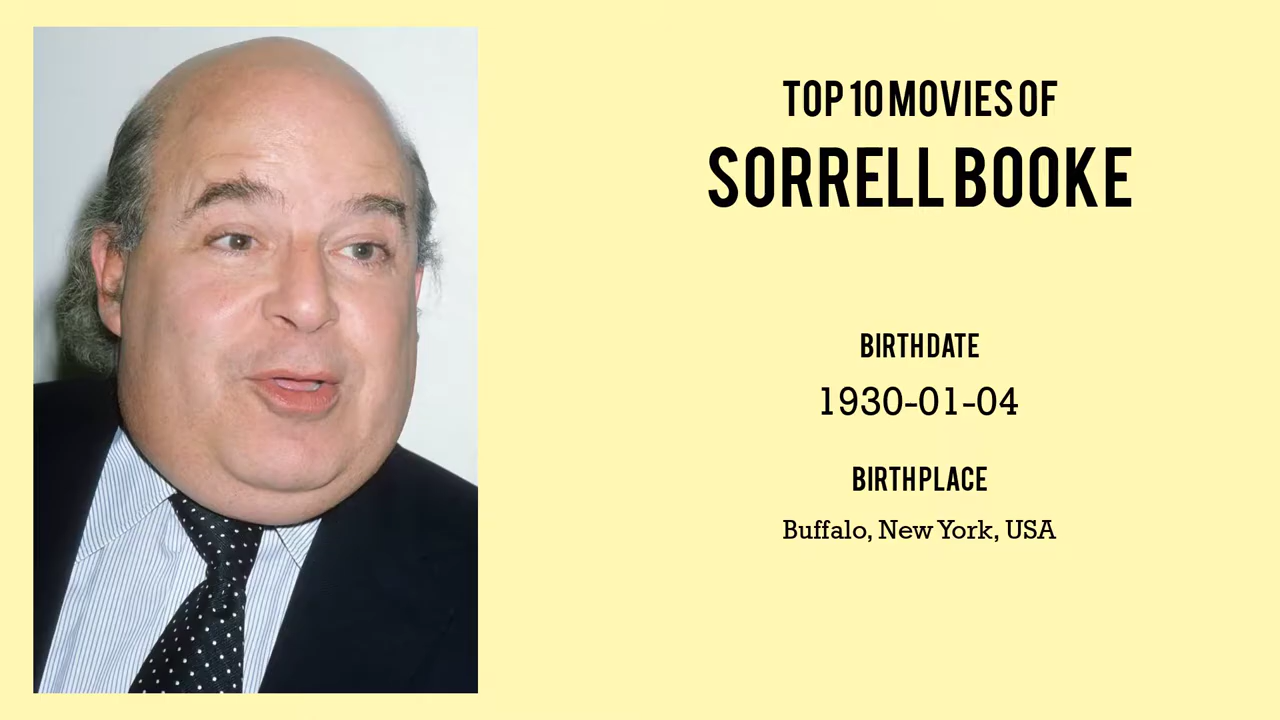 TOP 10 MOVIES OF
SORRELL BOOKE
BIRTHDATE
1930-01-04
BIRTHPLACE
Buffalo, New York, USA